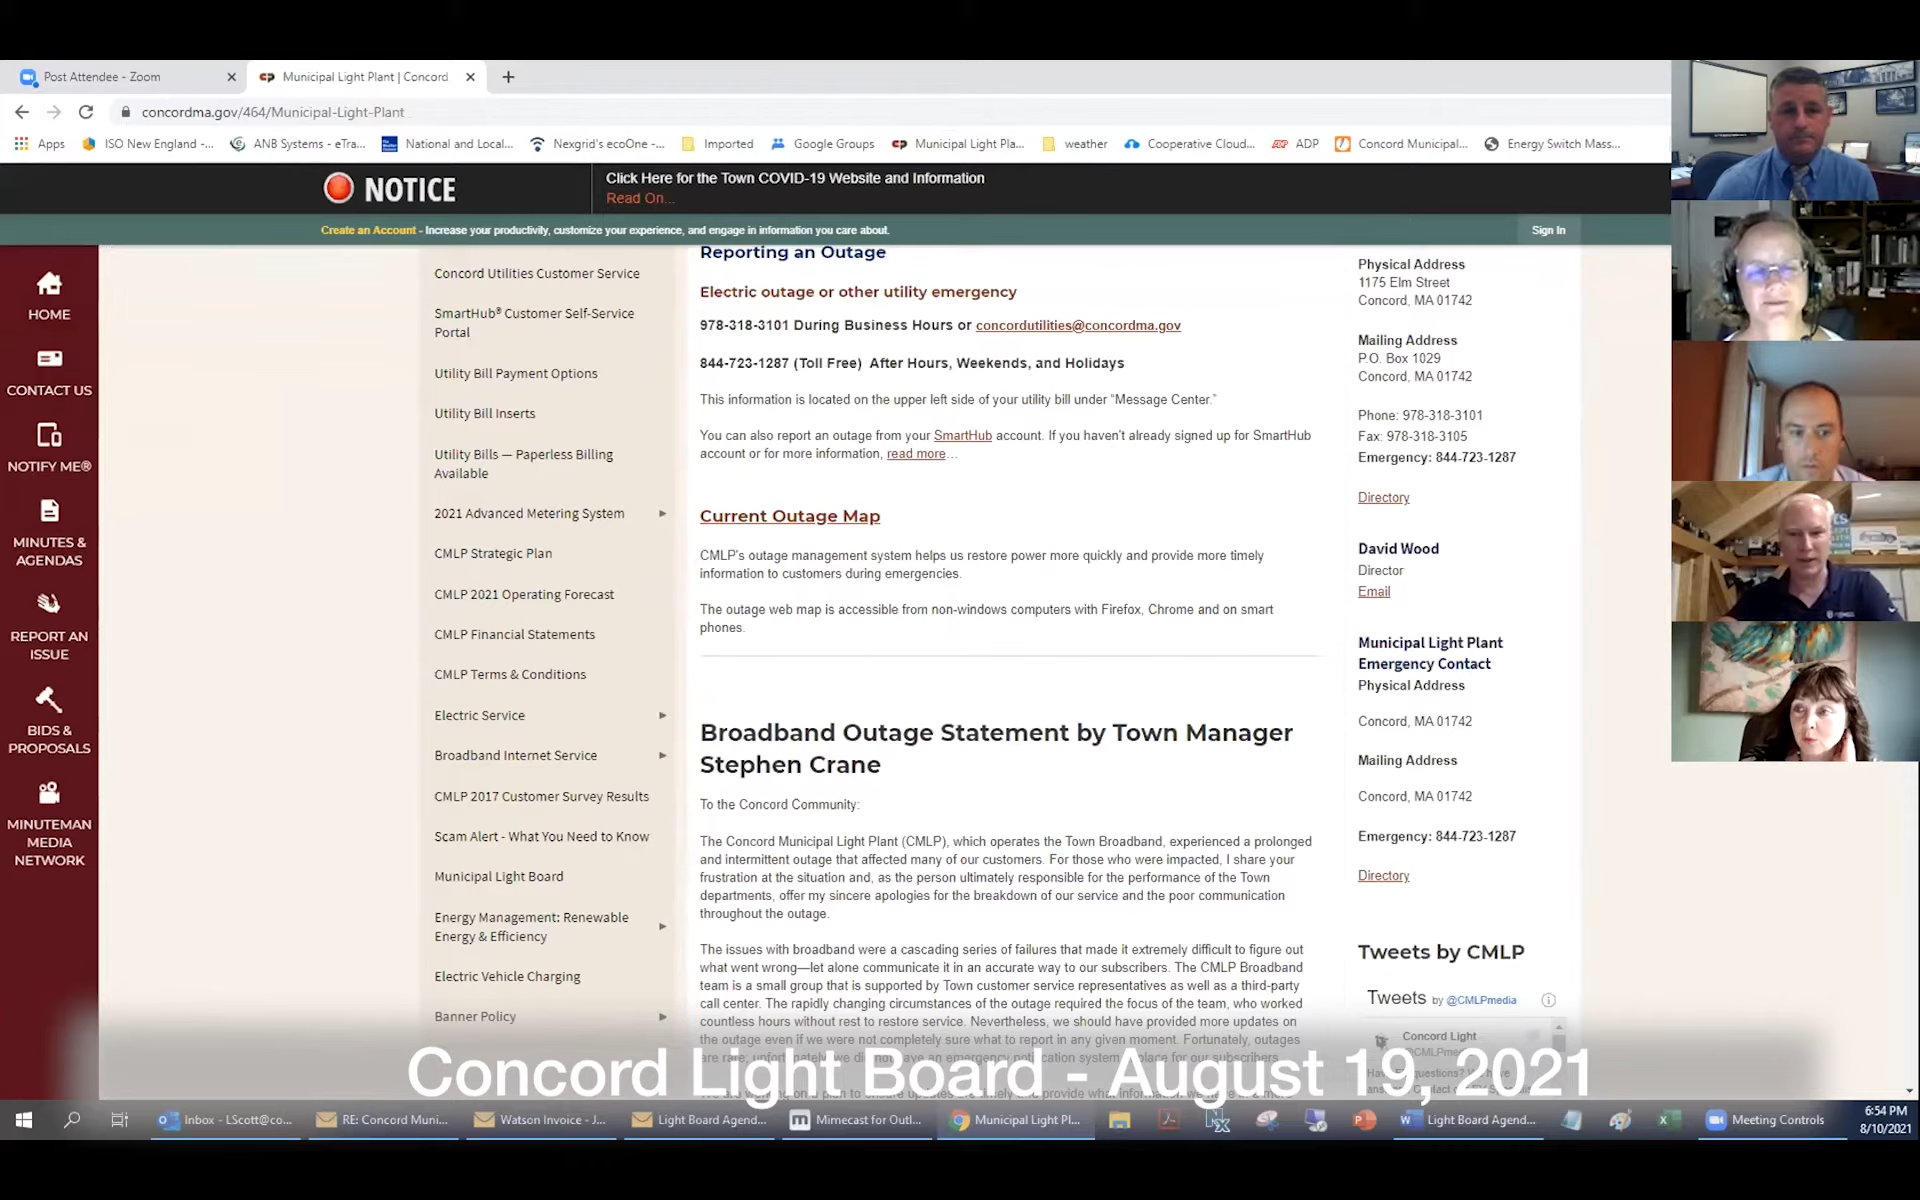 Post Attendee - Zoom
Municipal Light Plant | Concord
concordma.gov/464/Municipal-Light-Plant
Apps
ISO New England -...
ANB Systems - eTra...
National and Local...
Nexgrid's ecoOne -...
Imported
Google Groups
Municipal Light Pla...
weather
Cooperative Cloud...
ADP
Concord Municipal...
Energy Switch Mass...
NOTICE
Click Here for the Town COVID-19 Website and Information
Read On...
Create an Account - Increase your productivity, customize your experience, and engage in information you care about.
Sign In
HOME
CONTACT US
NOTIFY ME®
MINUTES &
AGENDAS
REPORT AN
ISSUE
BIDS &
PROPOSALS
MINUTEMAN
MEDIA
NETWORK
Concord Utilities Customer Service
SmartHub® Customer Self-Service
Portal
Utility Bill Payment Options
Utility Bill Inserts
Utility Bills — Paperless Billing
Available
2021 Advanced Metering System
CMLP Strategic Plan
CMLP 2021 Operating Forecast
CMLP Financial Statements
CMLP Terms & Conditions
Electric Service
Broadband Internet Service
CMLP 2017 Customer Survey Results
Scam Alert - What You Need to Know
Municipal Light Board
Energy Management: Renewable
Energy & Efficiency
Electric Vehicle Charging
Banner Policy
Reporting an Outage
Electric outage or other utility emergency
978-318-3101 During Business Hours or concordutilities@concordma.gov
844-723-1287 (Toll Free) After Hours, Weekends, and Holidays
This information is located on the upper left side of your utility bill under “Message Center.”
You can also report an outage from your SmartHub account. If you haven't already signed up for SmartHub
account or for more information, read more…
Current Outage Map
CMLP's outage management system helps us restore power more quickly and provide more timely
information to customers during emergencies.
The outage web map is accessible from non-windows computers with Firefox, Chrome and on smart
phones.
Broadband Outage Statement by Town Manager
Stephen Crane
To the Concord Community:
The Concord Municipal Light Plant (CMLP), which operates the Town Broadband, experienced a prolonged
and intermittent outage that affected many of our customers. For those who were impacted, I share your
frustration at the situation and, as the person ultimately responsible for the performance of the Town
departments, offer my sincere apologies for the breakdown of our service and the poor communication
throughout the outage.
The issues with broadband were a cascading series of failures that made it extremely difficult to figure out
what went wrong—let alone communicate it in an accurate way to our subscribers. The CMLP Broadband
team is a small group that is supported by Town customer service representatives as well as a third-party
call center. The rapidly changing circumstances of the outage required the focus of the team, who worked
countless hours without rest to restore service. Nevertheless, we should have provided more updates on
the outage even if we were not completely sure what to report in any given moment. Fortunately, outages
are rare; unfortunately, we did not have an emergency notification system in place for our subscribers.
Physical Address
1175 Elm Street
Concord, MA 01742
Mailing Address
P.O. Box 1029
Concord, MA 01742
Phone: 978-318-3101
Fax: 978-318-3105
Emergency: 844-723-1287
Directory
David Wood
Director
Email
Municipal Light Plant
Emergency Contact
Physical Address
Concord, MA 01742
Mailing Address
Concord, MA 01742
Emergency: 844-723-1287
Directory
Tweets by CMLP
Tweets by @CMLPmedia
Concord Light
Concord Light Board - August 19, 2021
Inbox - LScott@co...
RE: Concord Muni...
Watson Invoice - J...
Light Board Agend...
Mimecast for Outl...
Municipal Light Pl...
Light Board Agend...
Meeting Controls
6:54 PM
8/10/2021